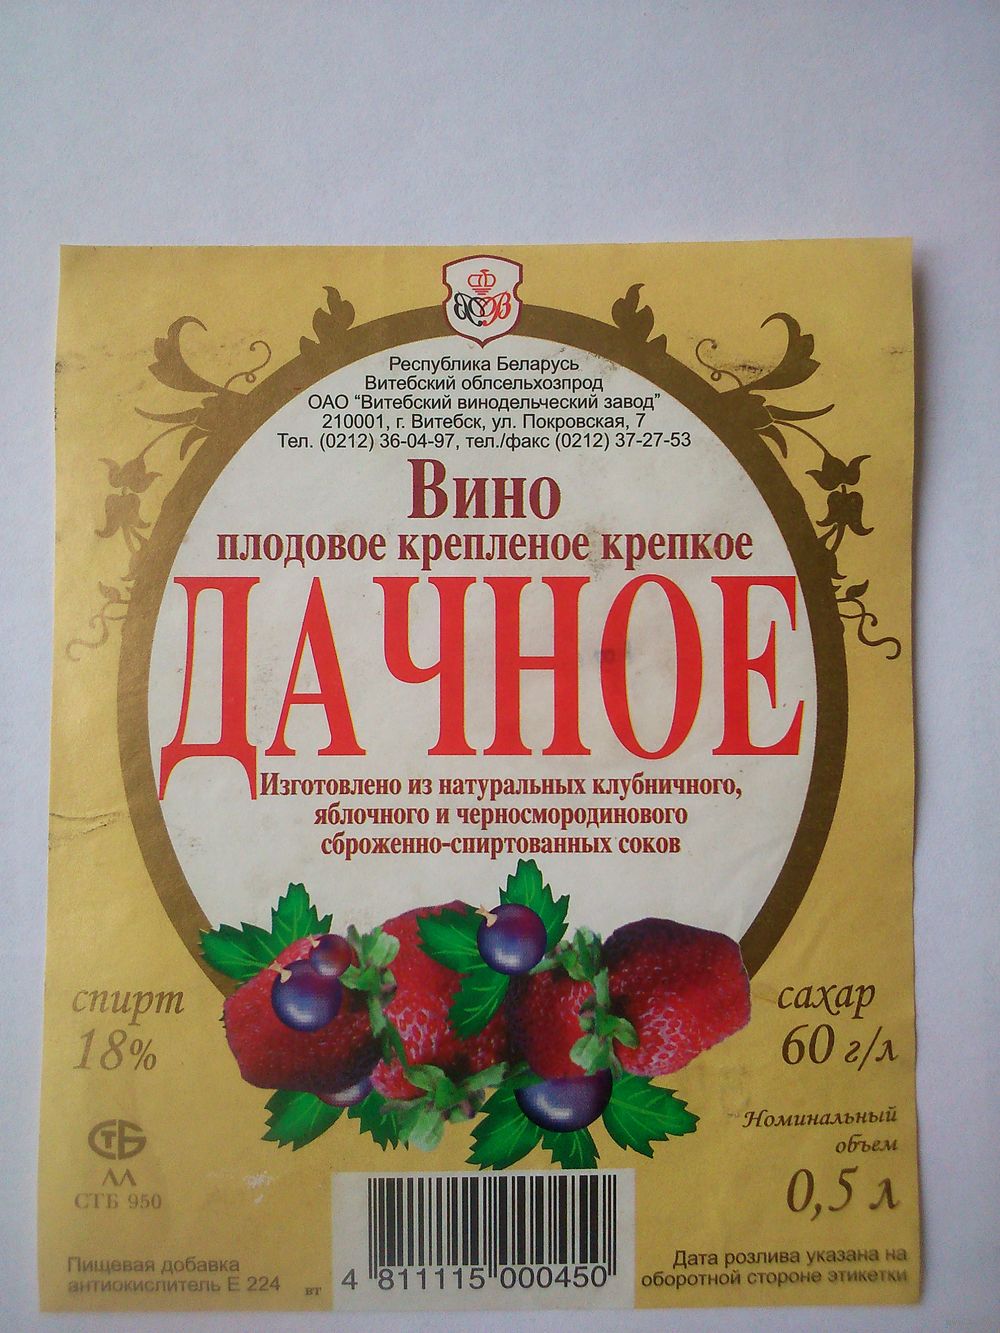 Республика Беларусь
Витебский облсельхозпрод
ОАО “Витебский винодельческий завод”
210001, г. Витебск, ул. Покровская, 7
Тел. (0212) 36-04-97, тел./факс (0212) 37-27-53
Вино
плодовое крепленое крепкое
ДАЧНОЕ
Изготовлено из натуральных клубничного,
яблочного и черносмородинового
сброженно-спиртованных соков
спирт
18%
сахар
60 г/л
Номинальный
объем
0,5 л
СТБ
ЛЛ
СТБ 950
Пищевая добавка
антиокислитель Е 224
вт
4 811115 000450
Дата розлива указана на
оборотной стороне этикетки